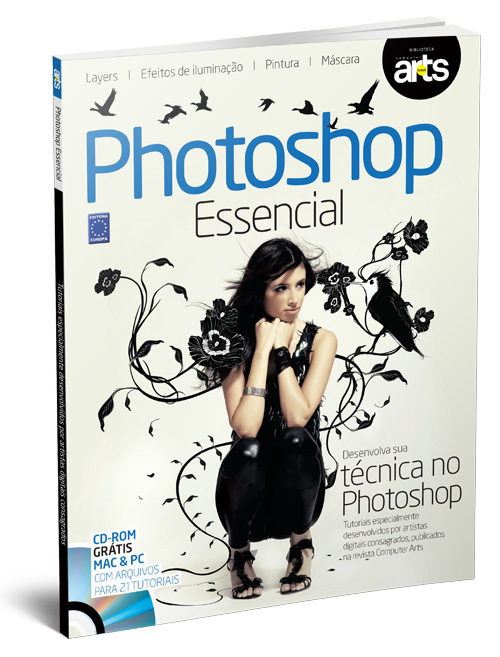 BIBLIOTECA
COMPUTER
arts
Layers | Efeitos de iluminação | Pintura | Máscara
Photoshop
Essencial
EDITORA
EUROPA
Desenvolva sua
técnica no
Photoshop
Tutoriais especialmente
desenvolvidos por artistas
digitais consagrados, publicados
na revista Computer Arts
CD-ROM
GRÁTIS
MAC & PC
COM ARQUIVOS
PARA 21 TUTORIAIS
arts
Photoshop Essencial
Tutoriais especialmente desenvolvidos por artistas digitais consagrados